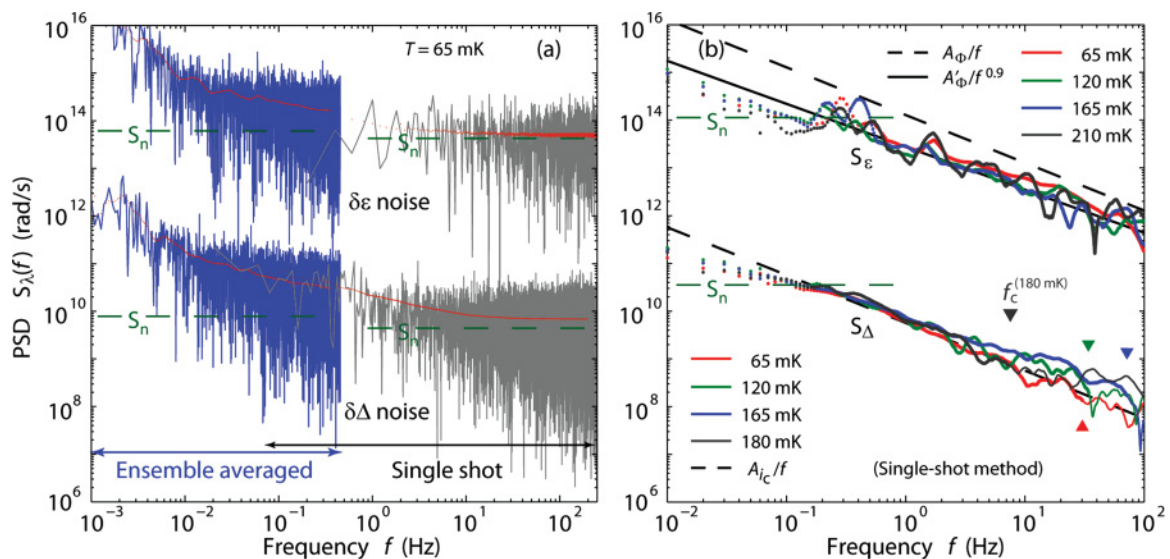 10^16
10^14
10^12
10^10
10^8
10^6
PSD S_λ(f) (rad/s)
T = 65 mK
(a)
S_n
S_n
δε noise
S_n
S_n
δΔ noise
Ensemble averaged
Single shot
10^-3
10^-2
10^-1
10^0
10^1
10^2
Frequency f (Hz)
10^16
10^14
10^12
10^10
10^8
10^6
(b)
A_Φ/f
A'_Φ/f^0.9
65 mK
120 mK
165 mK
210 mK
S_n
S_ε
S_n
S_Δ
f_c^(180 mK)
65 mK
120 mK
165 mK
180 mK
A_i_c/f
(Single-shot method)
10^-2
10^-1
10^0
10^1
10^2
Frequency f (Hz)